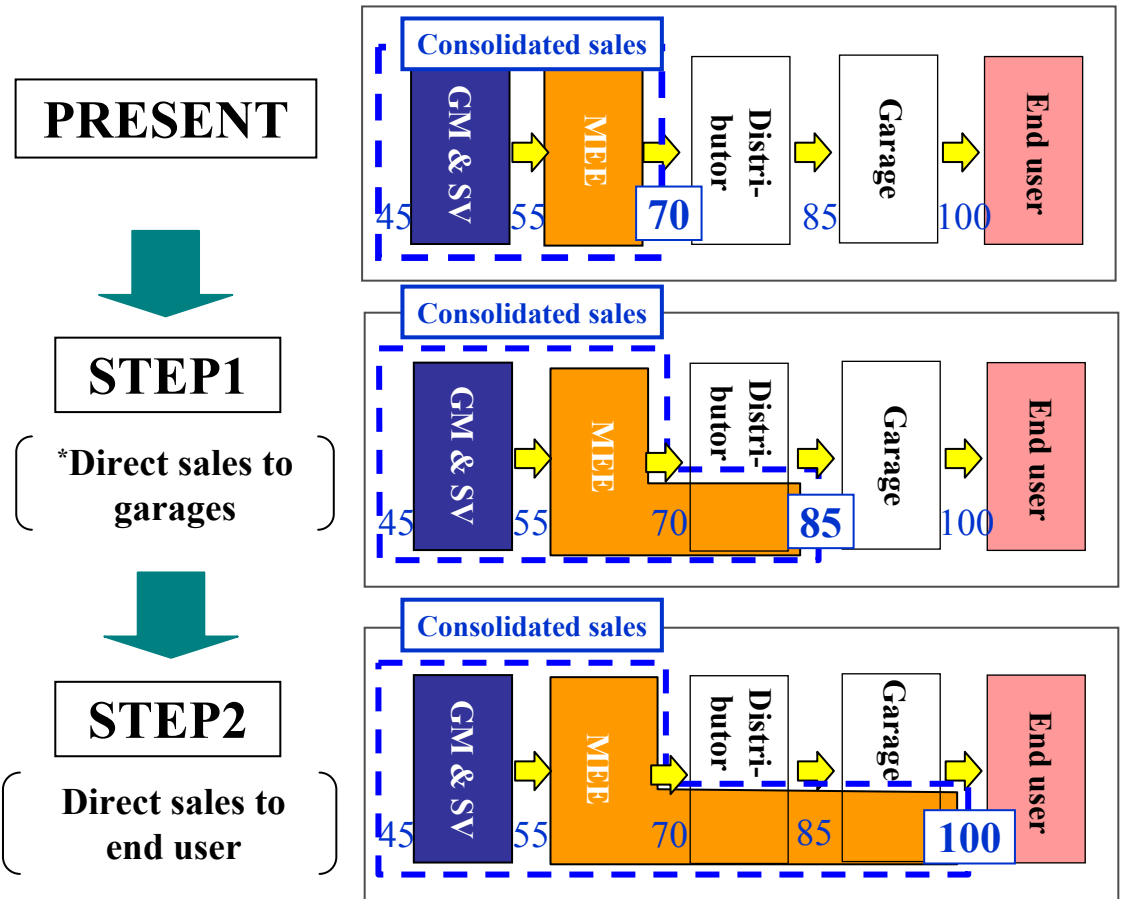 PRESENT
Consolidated sales
GM & SV
MEE
Distri-
butor
Garage
End user
45
55
70
85
100
STEP1
*Direct sales to
garages
Consolidated sales
GM & SV
MEE
Distri-
butor
Garage
End user
45
55
70
85
100
STEP2
Direct sales to
end user
Consolidated sales
GM & SV
MEE
Distri-
butor
Garage
End user
45
55
70
85
100